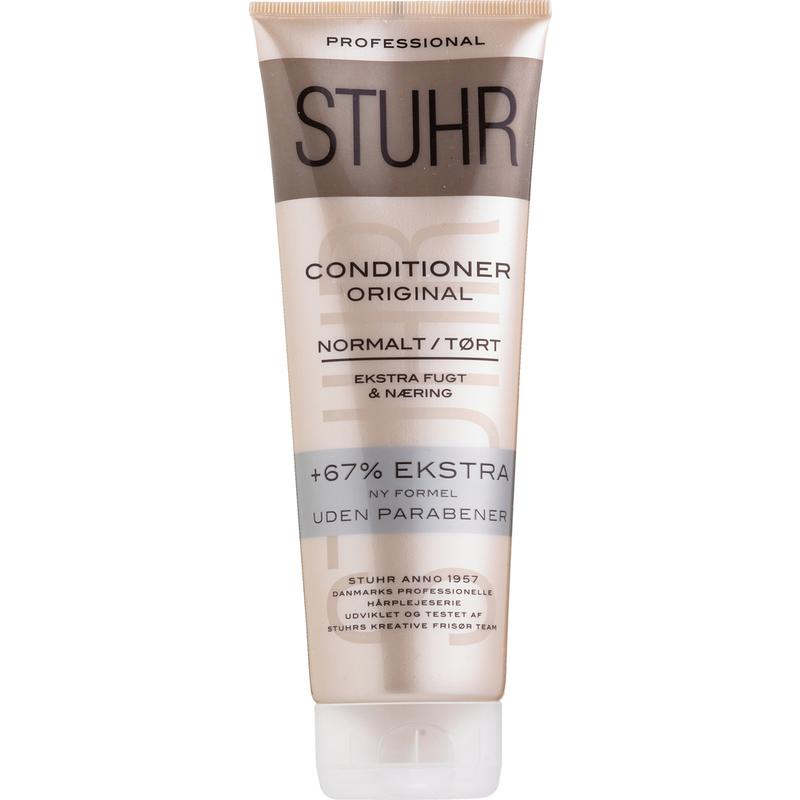 PROFESSIONAL
STUHR
CONDITIONER
ORIGINAL
NORMALT / TØRT
EKSTRA FUGT
& NÆRING
+67% EKSTRA
NY FORMEL
UDEN PARABENER
STUHR ANNO 1957
DANMARKS PROFESSIONELLE
HÅRPLEJESERIE
UDVIKLET OG TESTET AF
STUHRS KREATIVE FRISØR TEAM